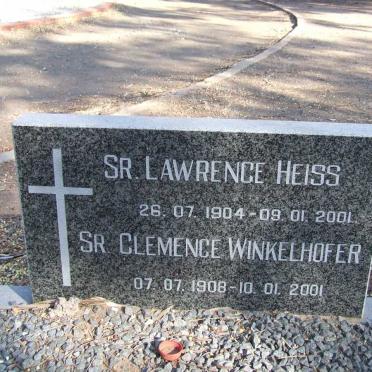 SR. LAWRENCE HEISS
26. 07. 1904-09. 01. 2001.
SR CLEMENCE WINKELHOFER
07. 07. 1908-10. 01. 2001